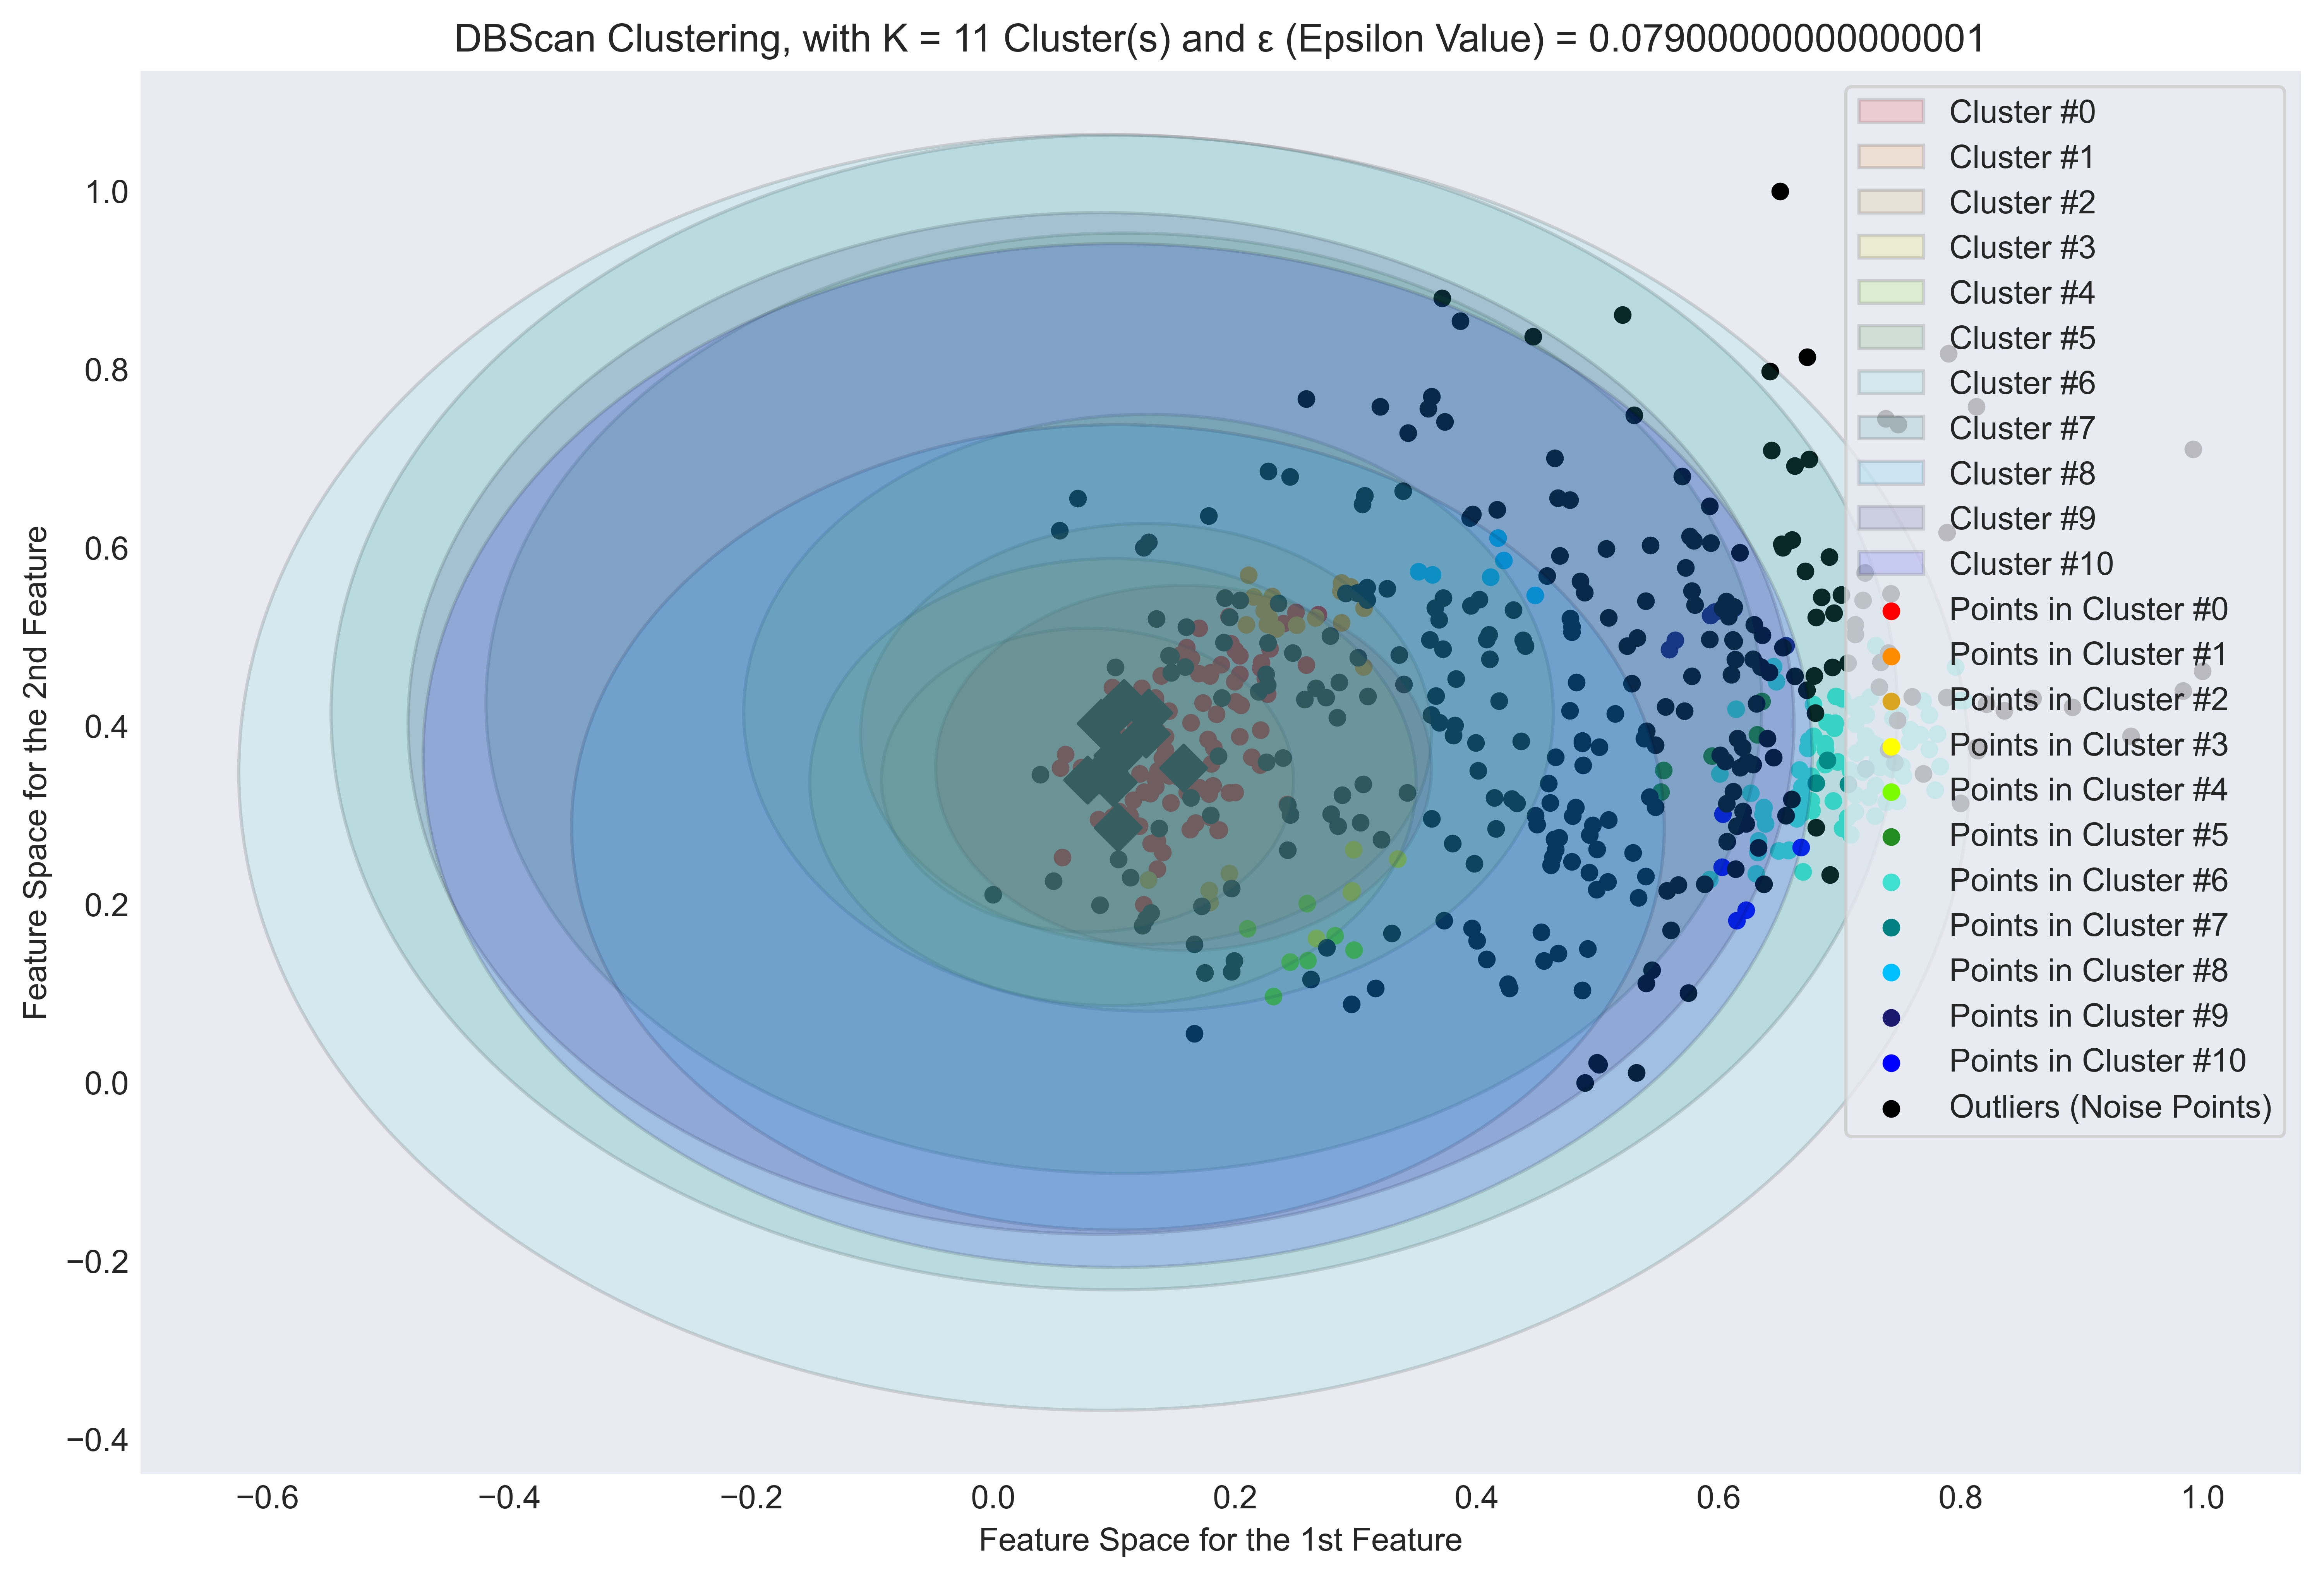 DBScan Clustering, with K = 11 Cluster(s) and ε (Epsilon Value) = 0.07900000000000001
Cluster #0
Cluster #1
Cluster #2
Cluster #3
Cluster #4
Cluster #5
Cluster #6
Cluster #7
Cluster #8
Cluster #9
Cluster #10
Points in Cluster #0
Points in Cluster #1
Points in Cluster #2
Points in Cluster #3
Points in Cluster #4
Points in Cluster #5
Points in Cluster #6
Points in Cluster #7
Points in Cluster #8
Points in Cluster #9
Points in Cluster #10
Outliers (Noise Points)
Feature Space for the 2nd Feature
1.0
0.8
0.6
0.4
0.2
0.0
−0.2
−0.4
−0.6 −0.4 −0.2 0.0 0.2 0.4 0.6 0.8 1.0
Feature Space for the 1st Feature